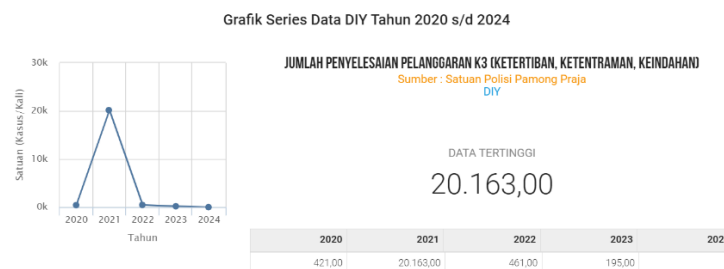 Grafik Series Data DIY Tahun 2020 s/d 2024
30k
20k
10k
0k
Satuan (Kasus/Kali)
2020 2021 2022 2023 2024
Tahun
JUMLAH PENYELESAIAN PELANGGARAN K3 (KETERTIBAN, KETENTRAMAN, KEINDAHAN)
Sumber : Satuan Polisi Pamong Praja
DIY
DATA TERTINGGI
20.163,00
2020 2021 2022 2023
421,00 20.163,00 461,00 195,00